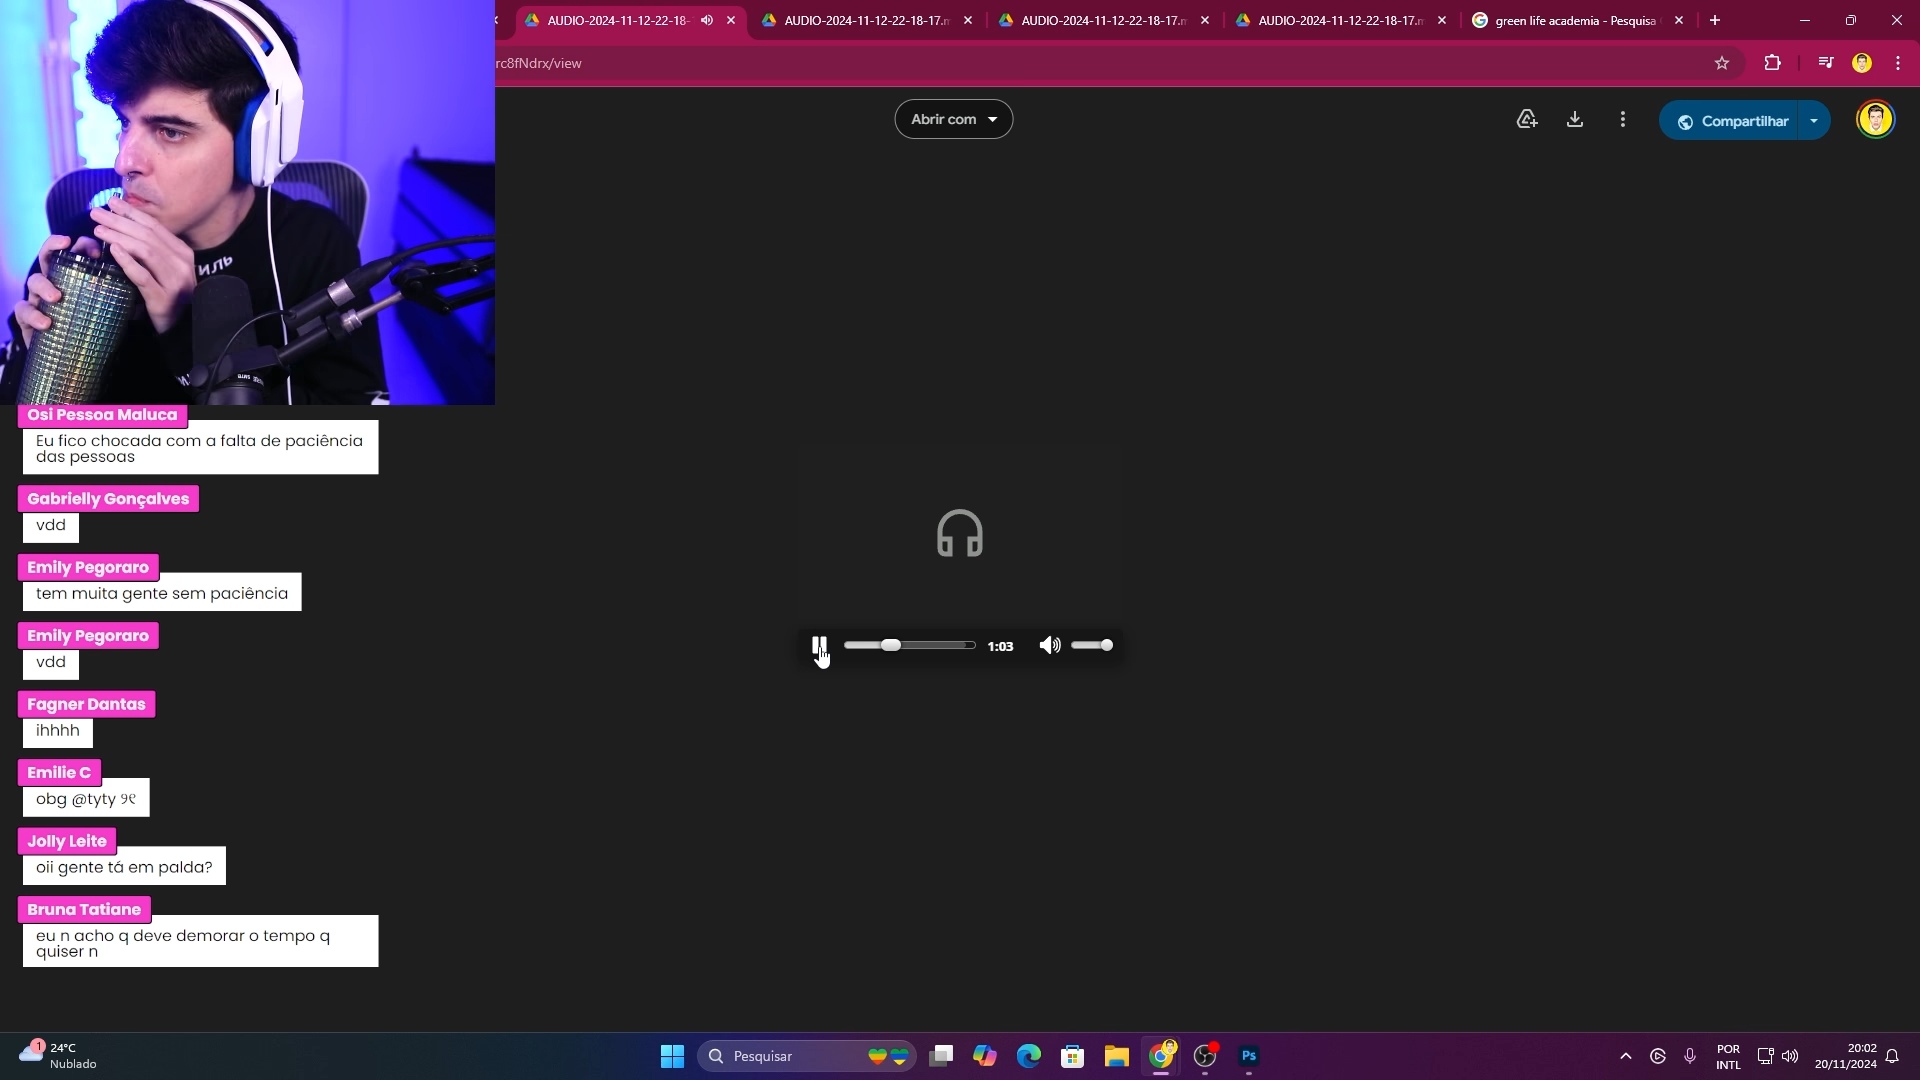 AUDIO-2024-11-12-22-18-
AUDIO-2024-11-12-22-18-17.m
AUDIO-2024-11-12-22-18-17.m
AUDIO-2024-11-12-22-18-17.m
green life academia - Pesquisa
rc8fNdrx/view
Abrir com
Compartilhar
Osi Pessoa Maluca
Eu fico chocada com a falta de paciência
das pessoas
Gabrielly Gonçalves
vdd
Emily Pegoraro
tem muita gente sem paciência
Emily Pegoraro
vdd
Fagner Dantas
ihhhh
Emilie C
obg @tyty ୨୧
Jolly Leite
oii gente tá em palda?
Bruna Tatiane
eu n acho q deve demorar o tempo q
quiser n
1:03
1
24°C
Nublado
Pesquisar
Ps
POR
INTL
20:02
20/11/2024